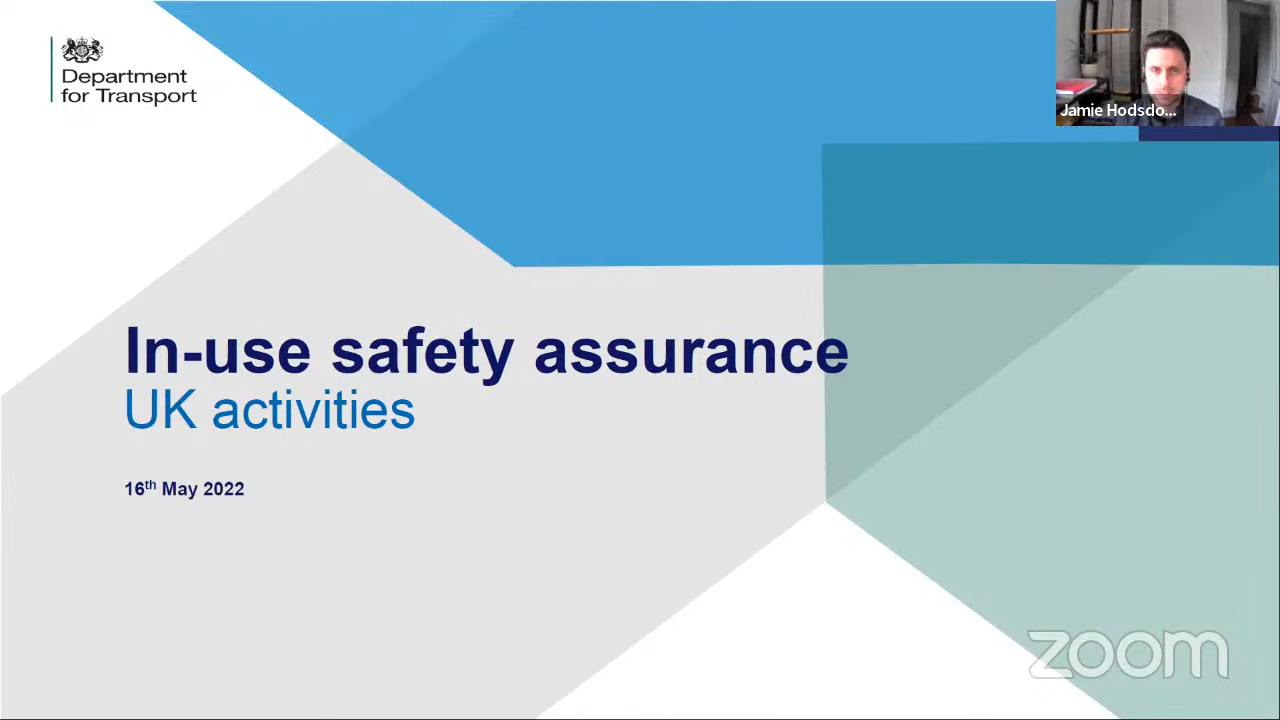 Department
for Transport
Jamie Hodsdo...
In-use safety assurance
UK activities
16th May 2022
zoom